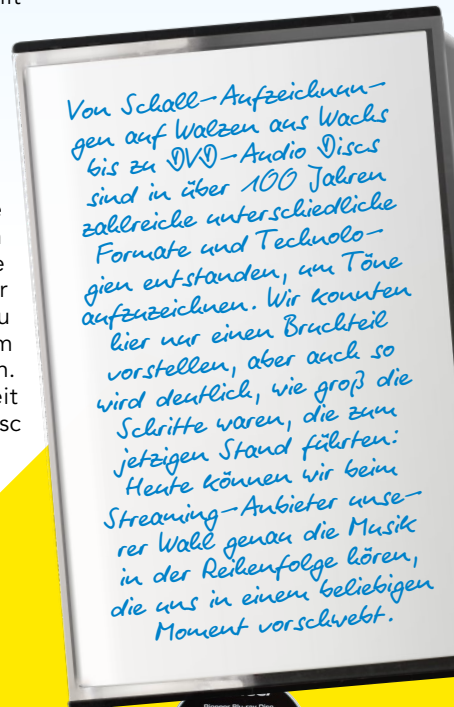 Von Schall-Aufzeichnun-
gen auf Walzen aus Wachs
bis zu DVD-Audio Discs
sind in über 100 Jahren
zahlreiche unterschiedliche
Formate und Technolo-
gien entstanden, um Töne
aufzuzeichnen. Wir konnten
hier nur einen Bruchteil
vorstellen, aber auch so
wird deutlich, wie groß die
Schritte waren, die zum
jetzigen Stand führten:
Heute können wir beim
Streaming-Anbieter unse-
rer Wahl genau die Musik
in der Reihenfolge hören,
die uns in einem beliebigen
Moment vorschwebt.